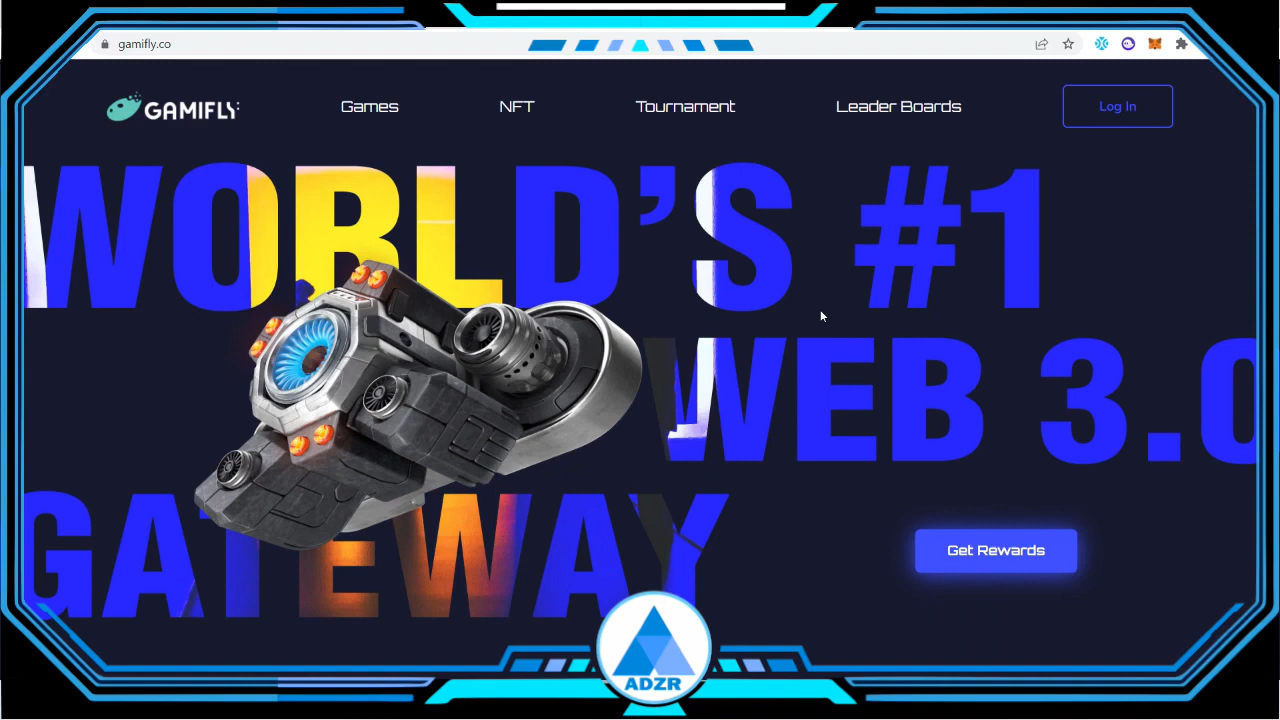 gamifly.co
GAMIFLY
Games
NFT
Tournament
Leader Boards
Log In
WORLD'S #1
WEB 3.0
GATEWAY
Get Rewards
ADZR